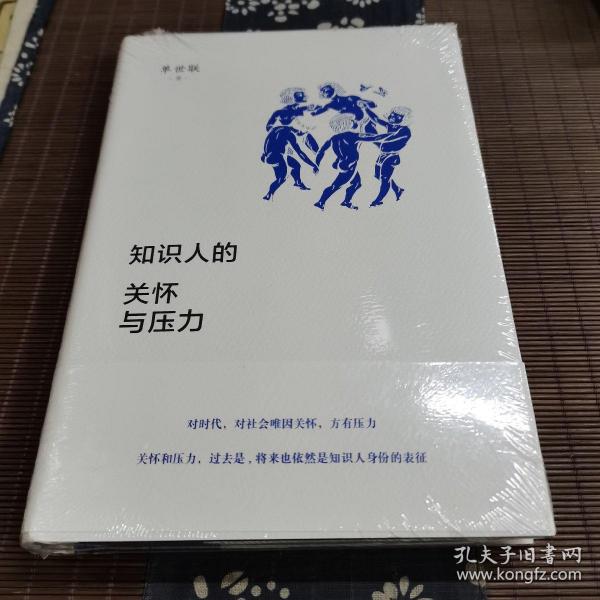 单世联
著
知识人的
关怀
与压力
对时代，对社会唯因关怀，方有压力
关怀和压力，过去是，将来也依然是知识人身份的表征
孔夫子旧书网
www.kongfz.com